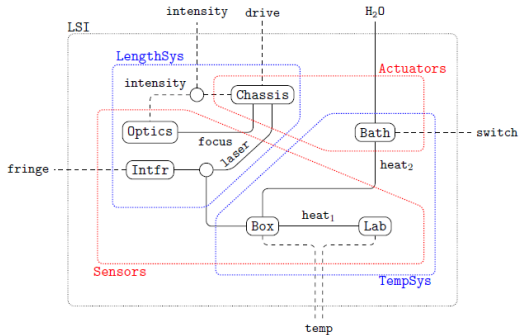 intensity
drive
H₂O
LSI
LengthSys
Actuators
intensity
Chassis
Optics
focus
laser
Bath
switch
fringe
Intfr
heat₂
heat₁
Box
Lab
Sensors
TempSys
temp